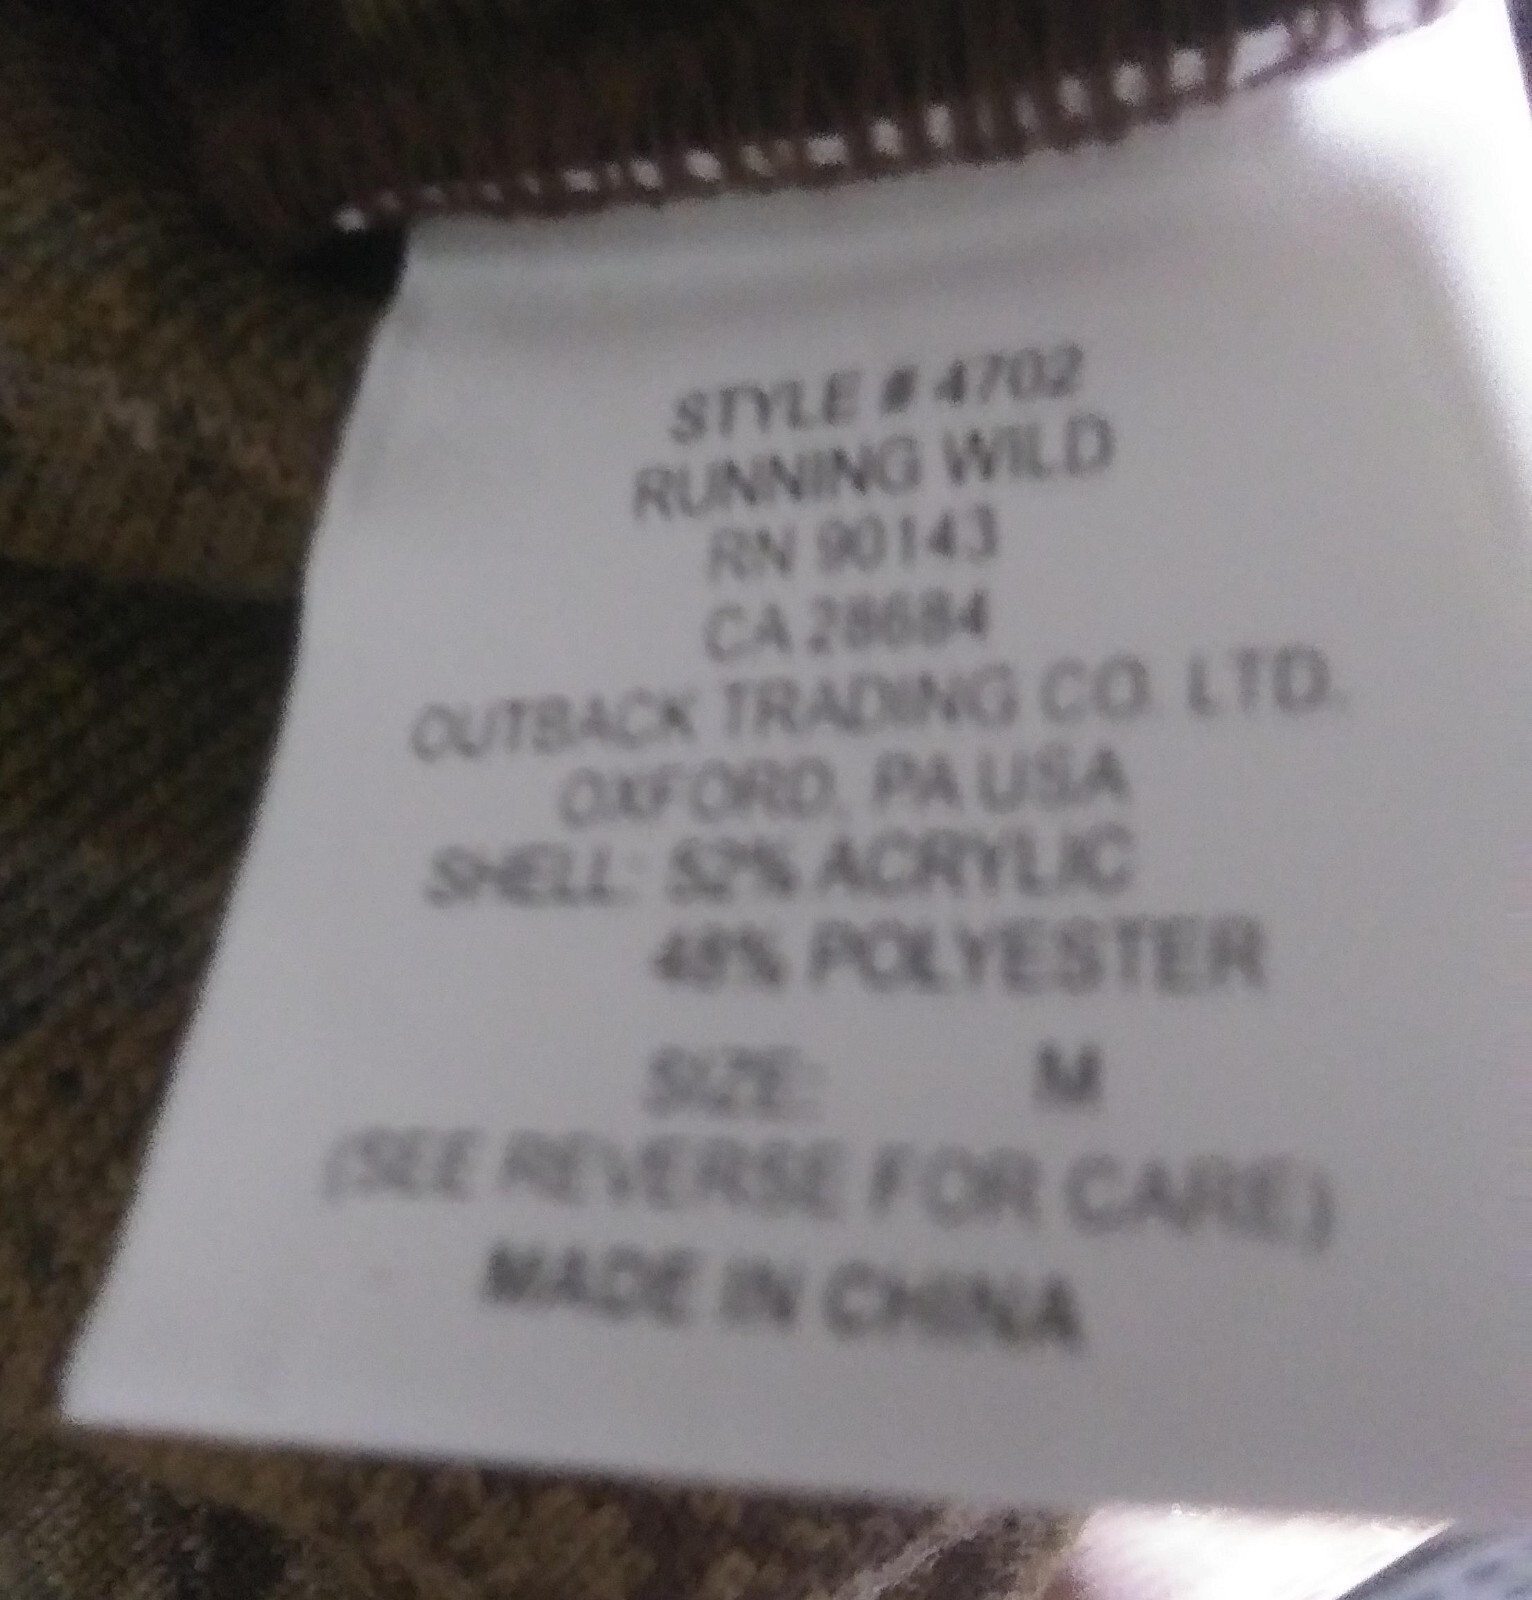 STYLE # 4702
RUNNING WILD
RN 90143
CA 28684
OUTBACK TRADING CO. LTD.
OXFORD, PA USA
SHELL: 52% ACRYLIC
48% POLYESTER
SIZE: M
(SEE REVERSE FOR CARE)
MADE IN CHINA